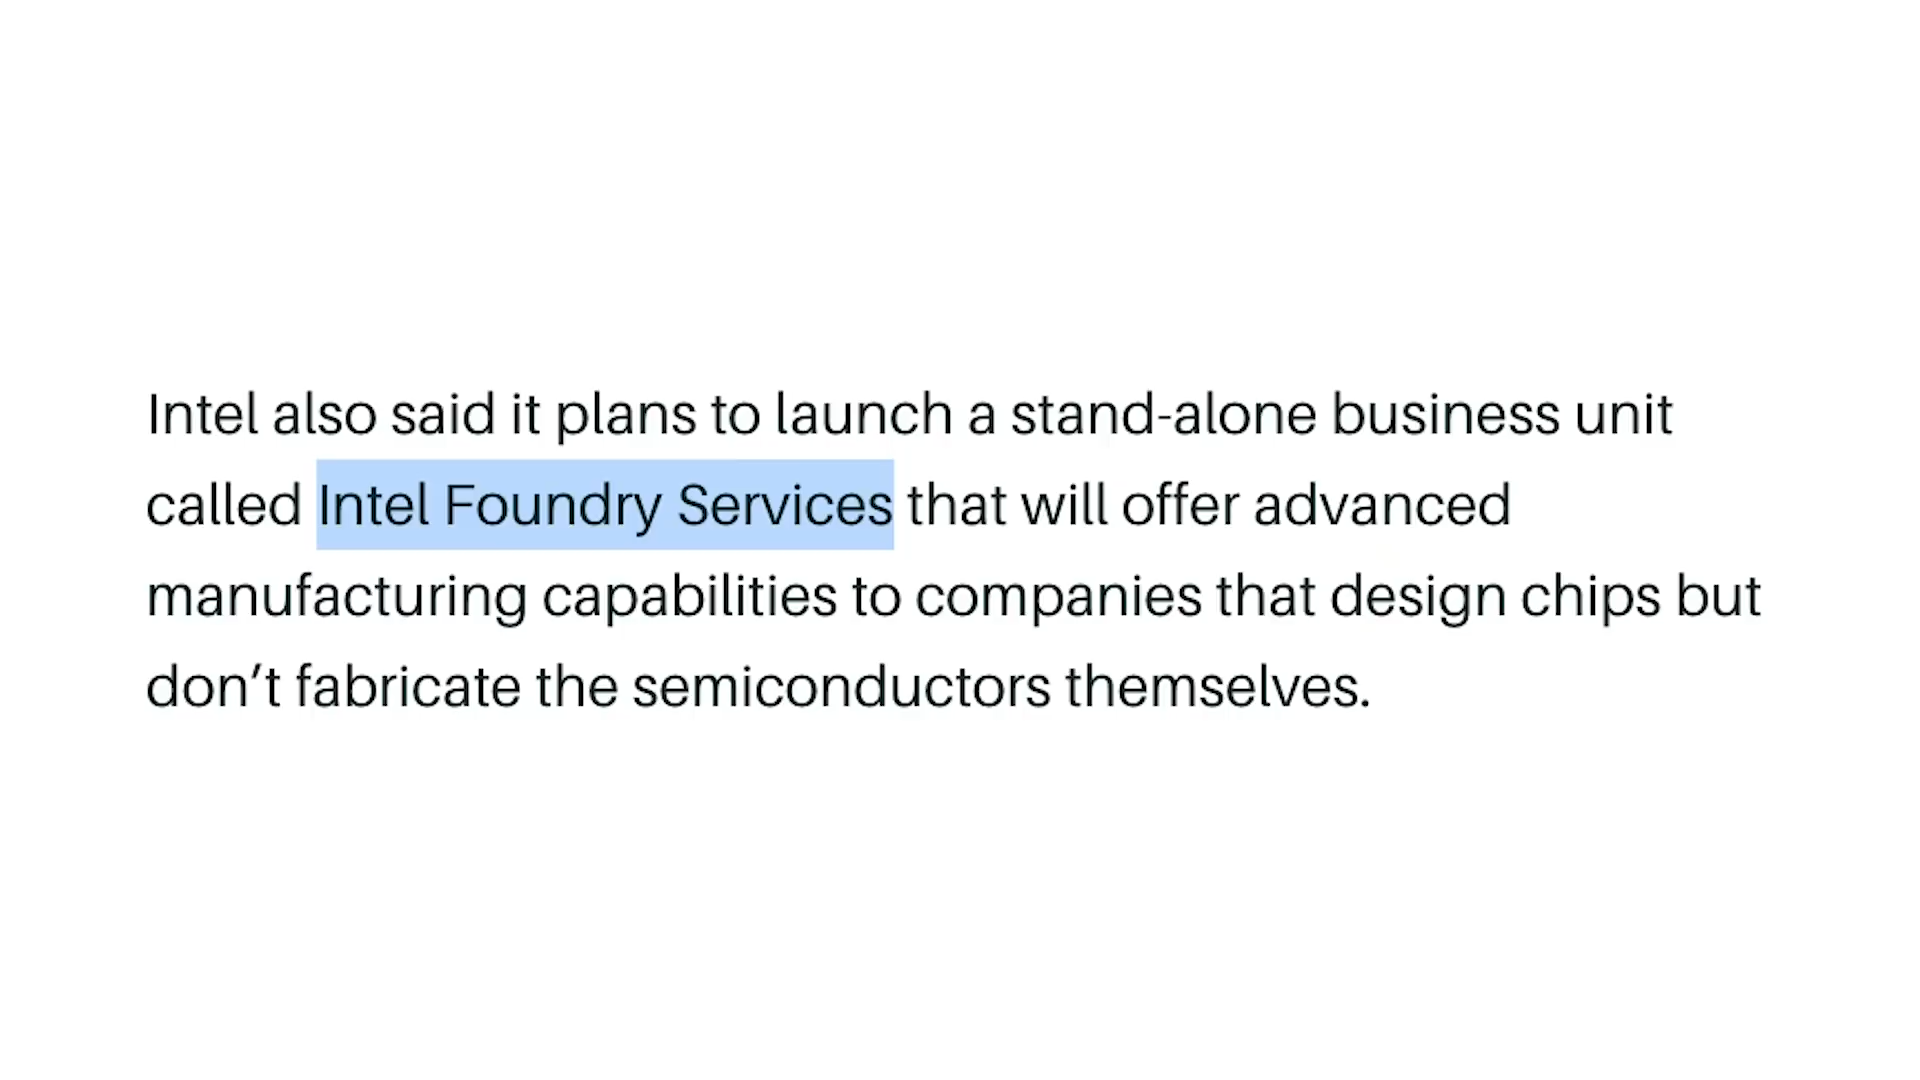 Intel also said it plans to launch a stand-alone business unit
called Intel Foundry Services that will offer advanced
manufacturing capabilities to companies that design chips but
don’t fabricate the semiconductors themselves.